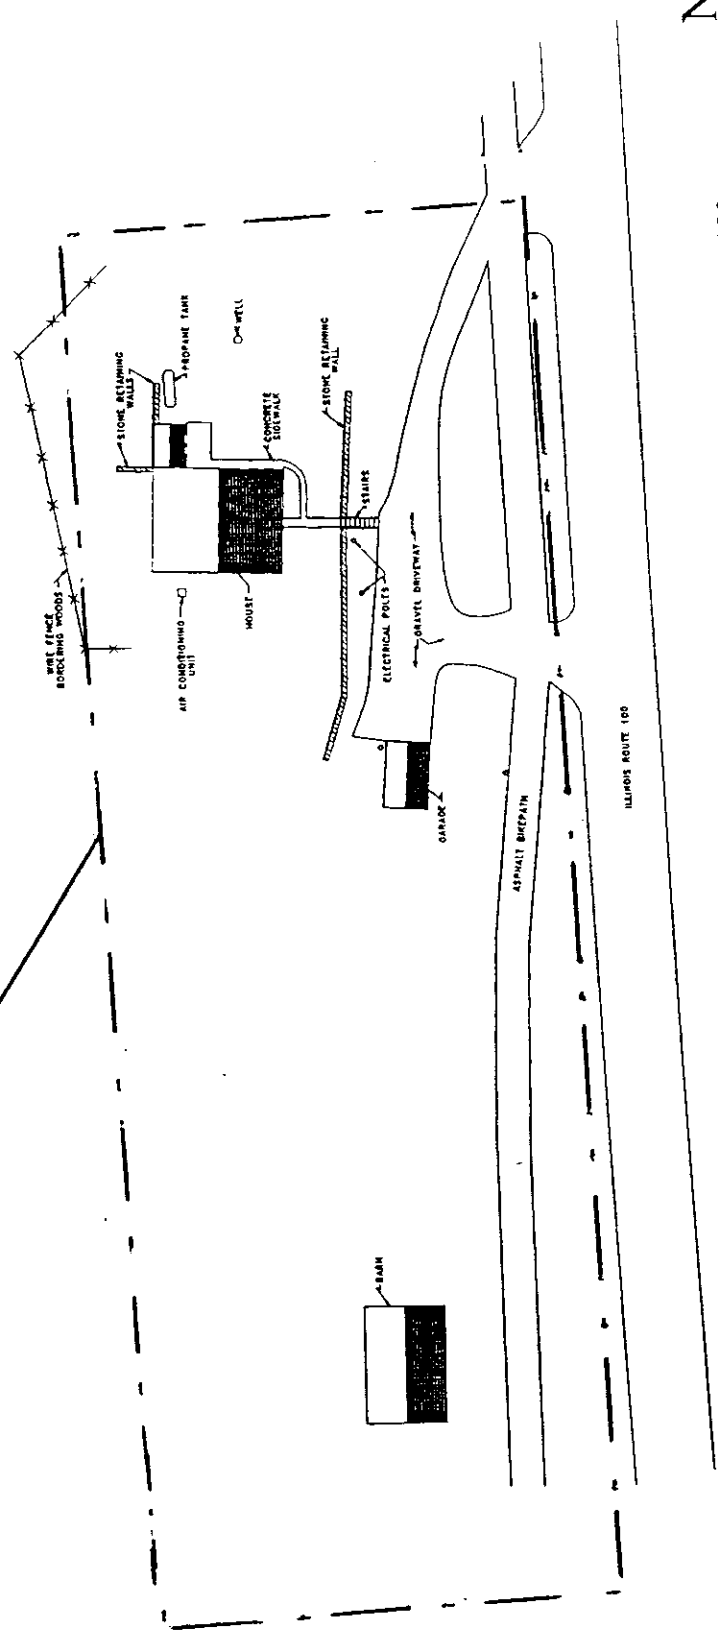 STONE RETAINING
WALLS
PROPANE TANK
WELL
WIRE FENCE
BORDERING WOODS
CONCRETE
SIDEWALK
STONE RETAINING
WALL
AIR CONDITIONING
UNIT
HOUSE
STAIRS
ELECTRICAL POLES
GRAVEL DRIVEWAY
GARAGE
ASPHALT BIKEPATH
ILLINOIS ROUTE 100
BARN